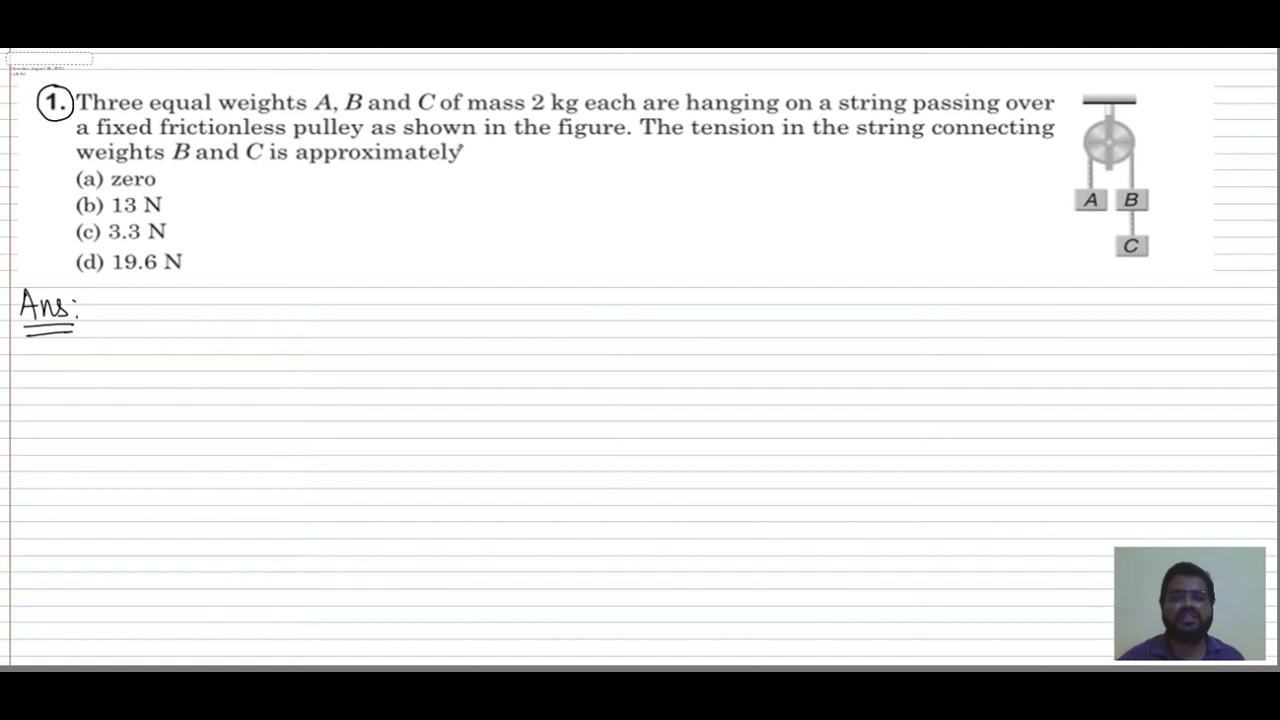 1. Three equal weights A, B and C of mass 2 kg each are hanging on a string passing over
a fixed frictionless pulley as shown in the figure. The tension in the string connecting
weights B and C is approximately
(a) zero
(b) 13 N
(c) 3.3 N
(d) 19.6 N
A B
C
Ans: